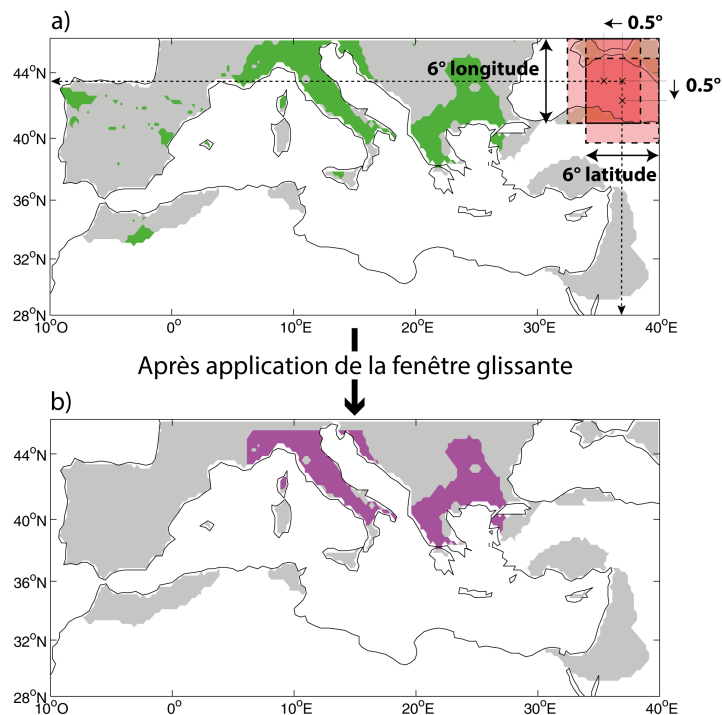 a)
0.5°
44°N
6° longitude
0.5°
40°N
6° latitude
36°N
32°N
28°N
10°O 0° 10°E 20°E 30°E 40°E
Après application de la fenêtre glissante
b)
44°N
40°N
36°N
32°N
28°N
10°O 0° 10°E 20°E 30°E 40°E